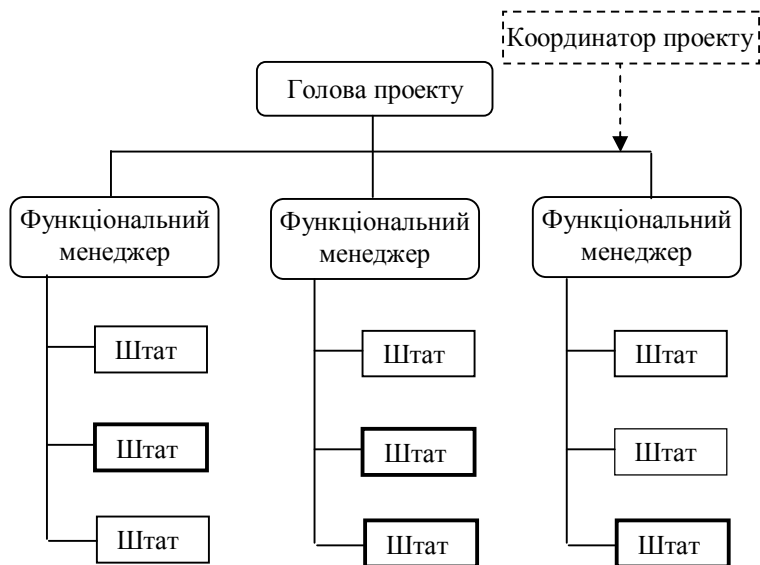 Координатор проекту
Голова проекту
Функціональний
менеджер
Функціональний
менеджер
Функціональний
менеджер
Штат
Штат
Штат
Штат
Штат
Штат
Штат
Штат
Штат